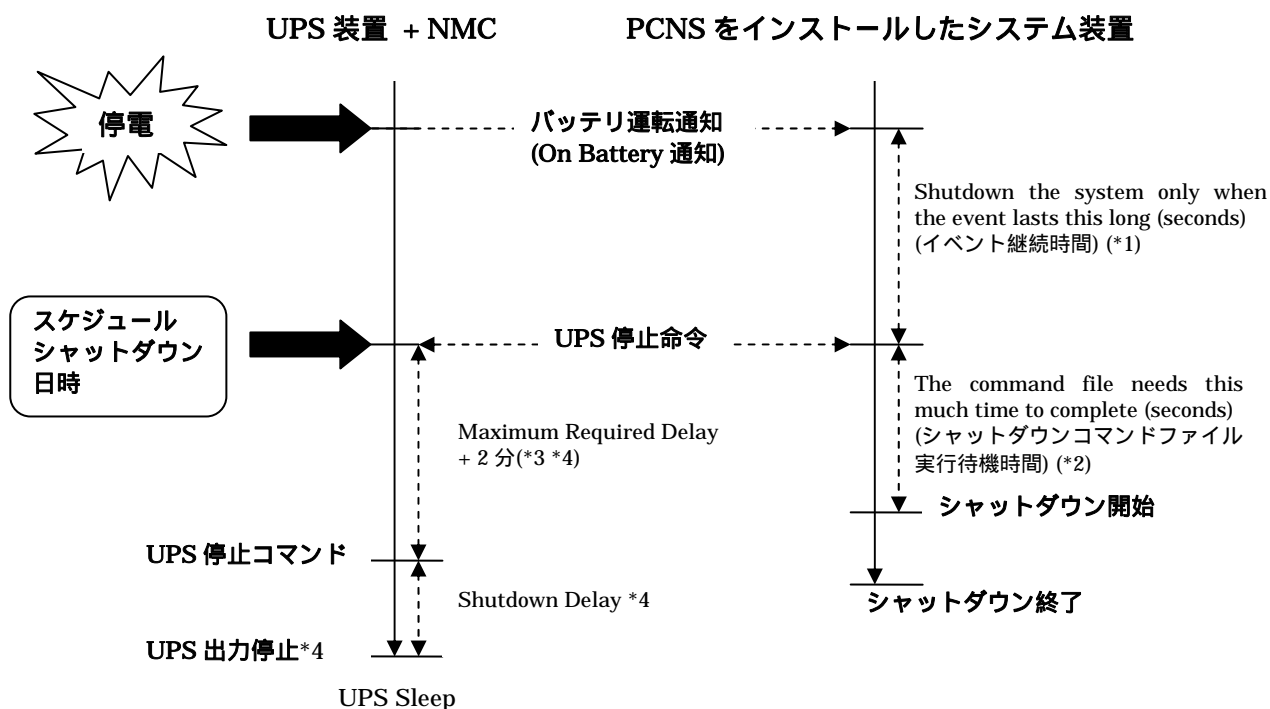 UPS 装置 + NMC
PCNS をインストールしたシステム装置
停電
バッテリ運転通知
(On Battery 通知)
Shutdown the system only when
the event lasts this long (seconds)
(イベント継続時間) (*1)
スケジュール
シャットダウン
日時
UPS 停止命令
The command file needs this
much time to complete (seconds)
(シャットダウンコマンドファイル
実行待機時間) (*2)
Maximum Required Delay
+ 2 分(*3 *4)
シャットダウン開始
UPS 停止コマンド
Shutdown Delay *4
シャットダウン終了
UPS 出力停止*4
UPS Sleep